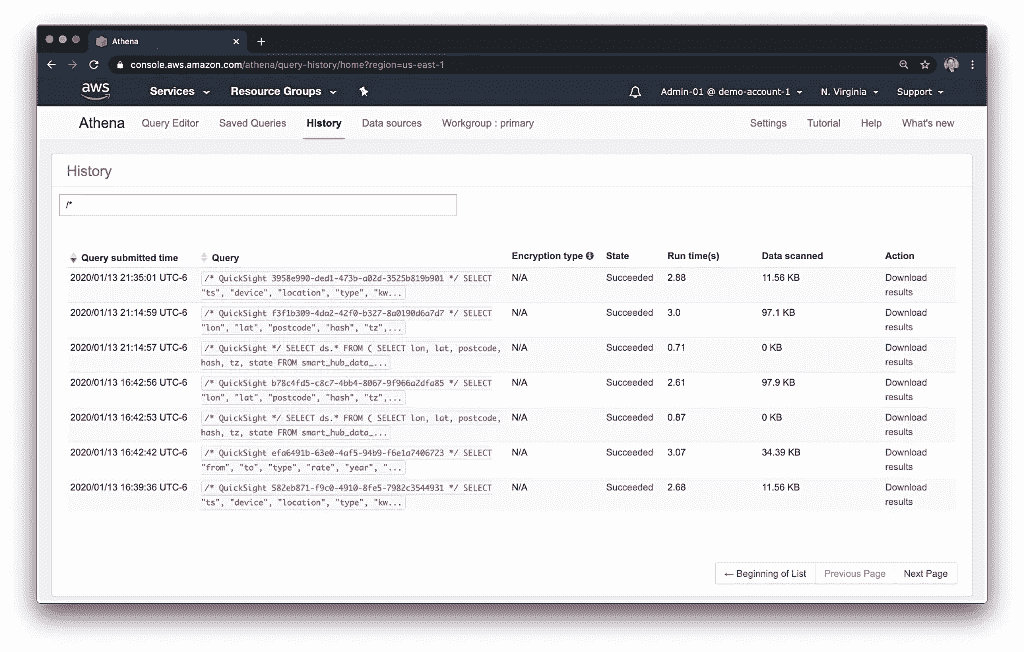 Athena
console.aws.amazon.com/athena/query-history/home?region=us-east-1
aws Services Resource Groups Admin-01 @ demo-account-1 N. Virginia Support
Athena Query Editor Saved Queries History Data sources Workgroup : primary Settings Tutorial Help What's new
History
/*
Query submitted time Query Encryption type State Run time(s) Data scanned Action
2020/01/13 21:35:01 UTC-6 /* QuickSight 3958e990-ded1-473b-a02d-3525b819b901 */ SELECT N/A Succeeded 2.88 11.56 KB Download
"ts", "device", "location", "type", "kw... results
2020/01/13 21:14:59 UTC-6 /* QuickSight f3f1b309-4da2-42f0-b327-8a0190d6a7d7 */ SELECT N/A Succeeded 3.0 97.1 KB Download
"lon", "lat", "postcode", "hash", "tz",... results
2020/01/13 21:14:57 UTC-6 /* QuickSight */ SELECT ds.* FROM ( SELECT lon, lat, postcode, N/A Succeeded 0.71 0 KB Download
hash, tz, state FROM smart_hub_data_... results
2020/01/13 16:42:56 UTC-6 /* QuickSight b78c4fd5-c8c7-4bb4-8067-9f966a2dfa85 */ SELECT N/A Succeeded 2.61 97.9 KB Download
"lon", "lat", "postcode", "hash", "tz",... results
2020/01/13 16:42:53 UTC-6 /* QuickSight */ SELECT ds.* FROM ( SELECT lon, lat, postcode, N/A Succeeded 0.87 0 KB Download
hash, tz, state FROM smart_hub_data_... results
2020/01/13 16:42:42 UTC-6 /* QuickSight efa6491b-63e0-4af5-94b9-f6e1a7406723 */ SELECT N/A Succeeded 3.07 34.39 KB Download
"from", "to", "type", "rate", "year", "... results
2020/01/13 16:39:36 UTC-6 /* QuickSight 582eb871-f9c0-4910-8fe5-7982c3544931 */ SELECT N/A Succeeded 2.68 11.56 KB Download
"ts", "device", "location", "type", "kw... results
← Beginning of List Previous Page Next Page